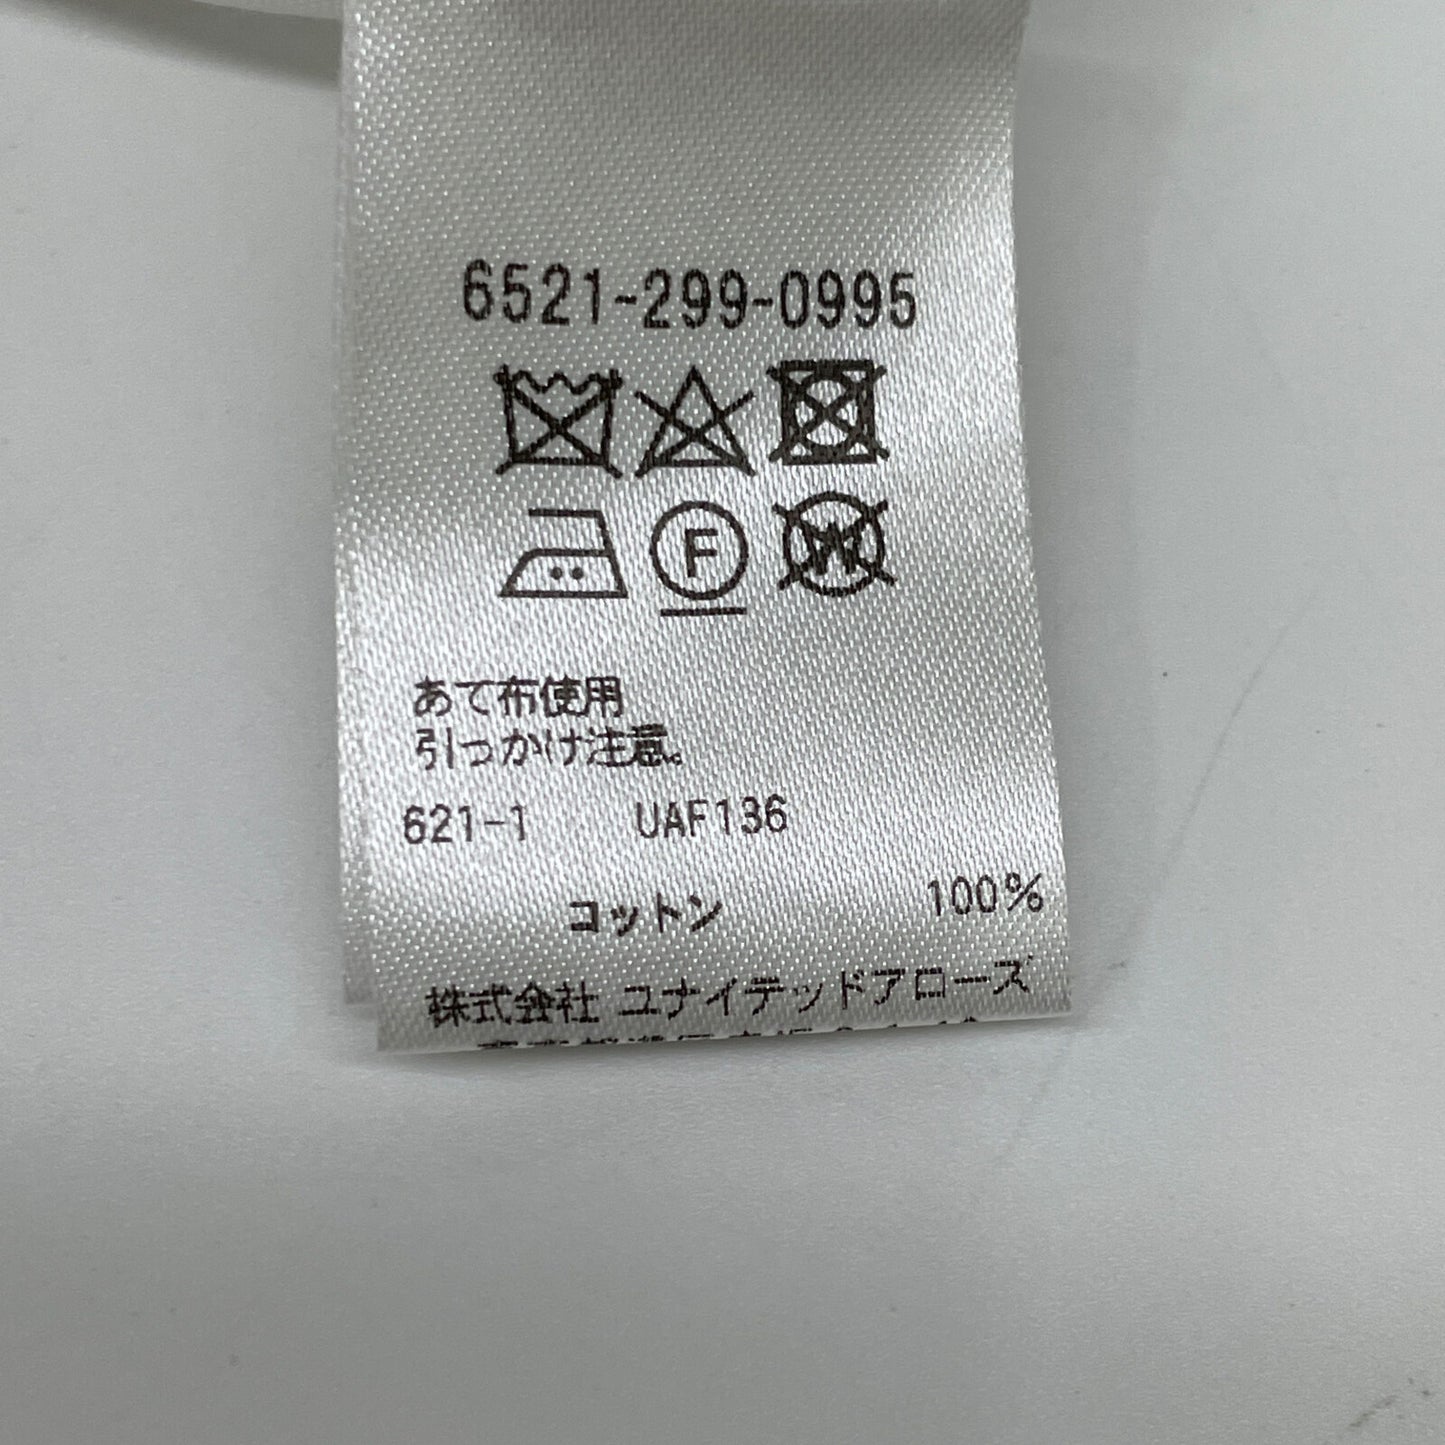 6521-299-0995
F W
あて布使用
引っかけ注意。
621-1 UAF136
コットン 100%
株式会社 ユナイテッドアローズ